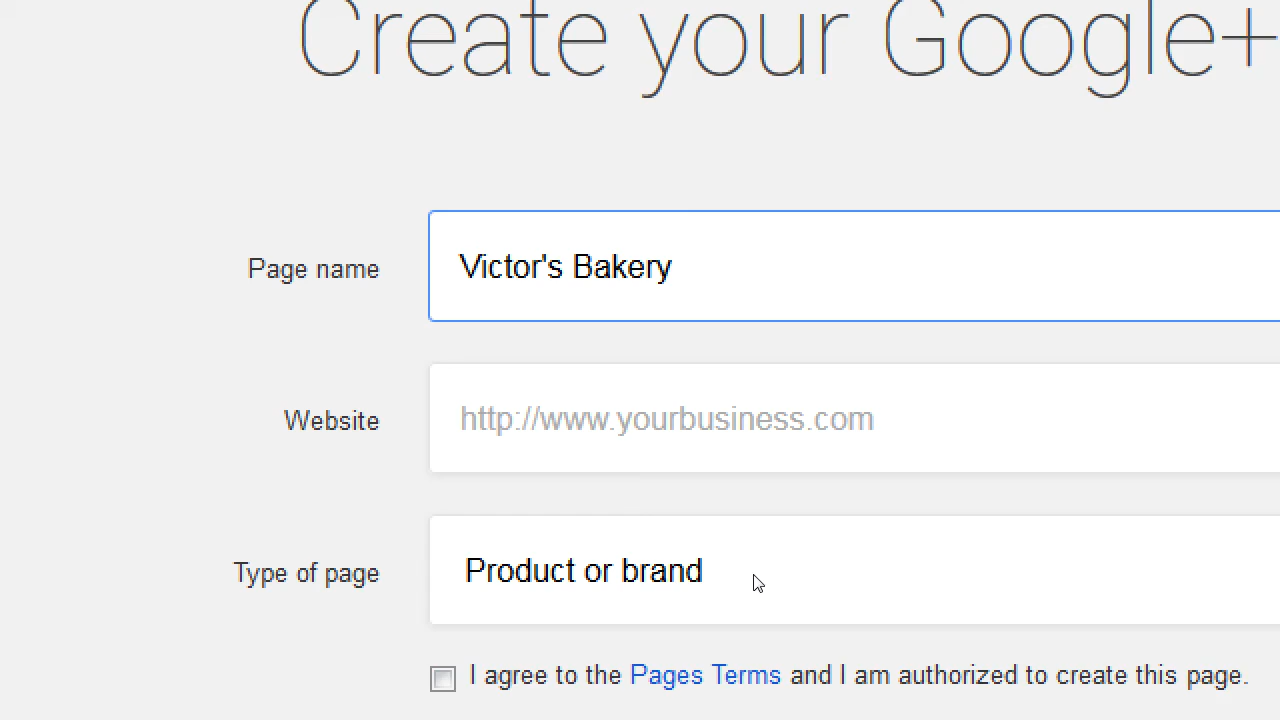 Create your Google+
Page name
Victor's Bakery
Website
http://www.yourbusiness.com
Type of page
Product or brand
I agree to the Pages Terms and I am authorized to create this page.